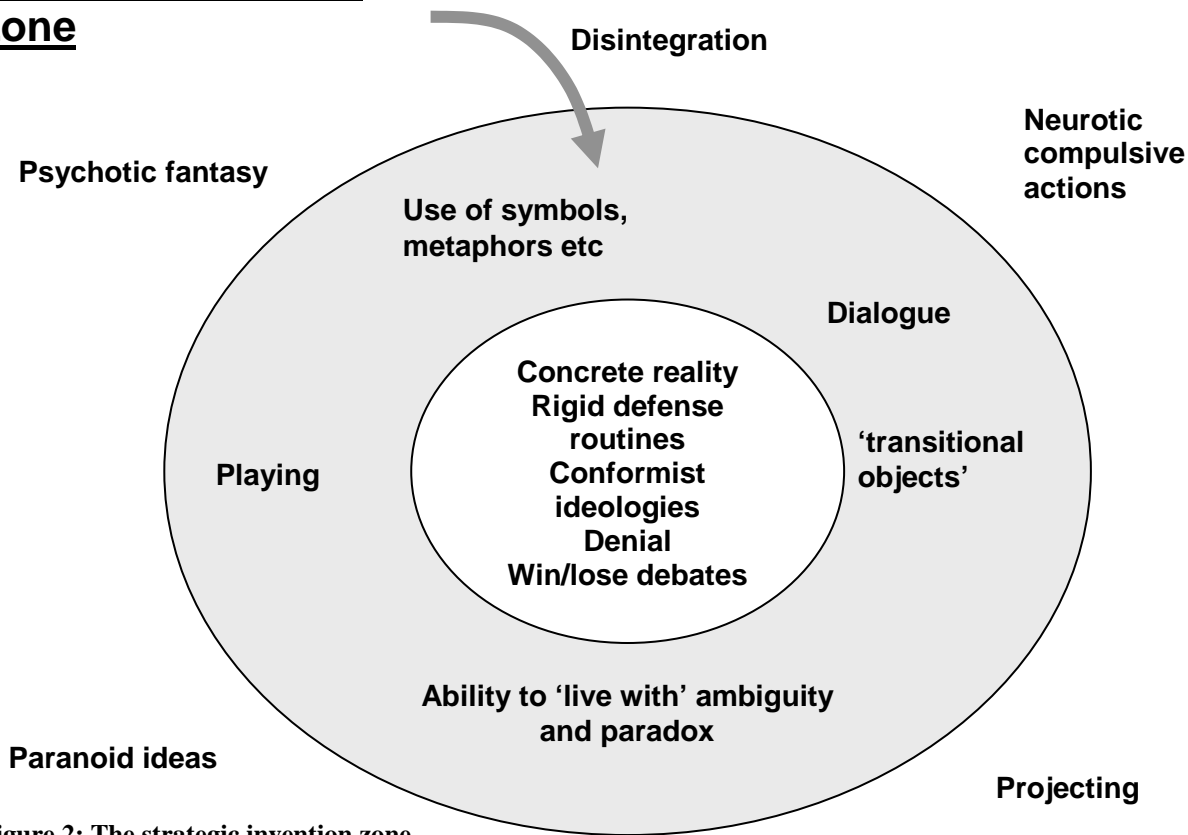 one
Disintegration
Neurotic
compulsive
actions
Psychotic fantasy
Use of symbols,
metaphors etc
Dialogue
Concrete reality
Rigid defense
routines
Conformist
ideologies
Denial
Win/lose debates
'transitional
objects'
Playing
Ability to 'live with' ambiguity
and paradox
Paranoid ideas
Projecting
igure 2: The strategic invention zone